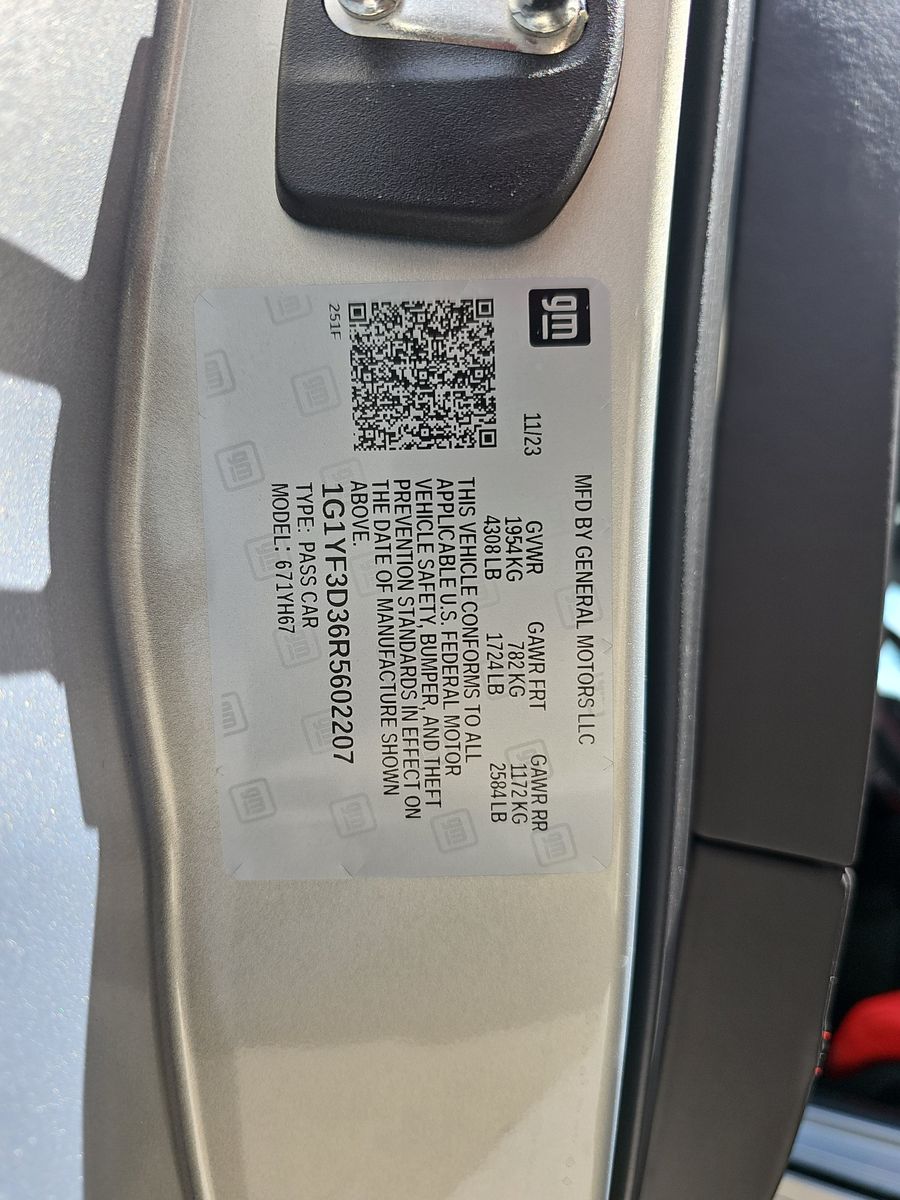 gm
MFD BY GENERAL MOTORS LLC
11/23
GVWR GAWR FRT GAWR RR
1954 KG 782 KG 1172 KG
4308 LB 1724 LB 2584 LB
THIS VEHICLE CONFORMS TO ALL
APPLICABLE U.S. FEDERAL MOTOR
VEHICLE SAFETY, BUMPER, AND THEFT
PREVENTION STANDARDS IN EFFECT ON
THE DATE OF MANUFACTURE SHOWN
ABOVE.
1G1YF3D36R5602207
TYPE: PASS CAR
MODEL: 671YH67
251F